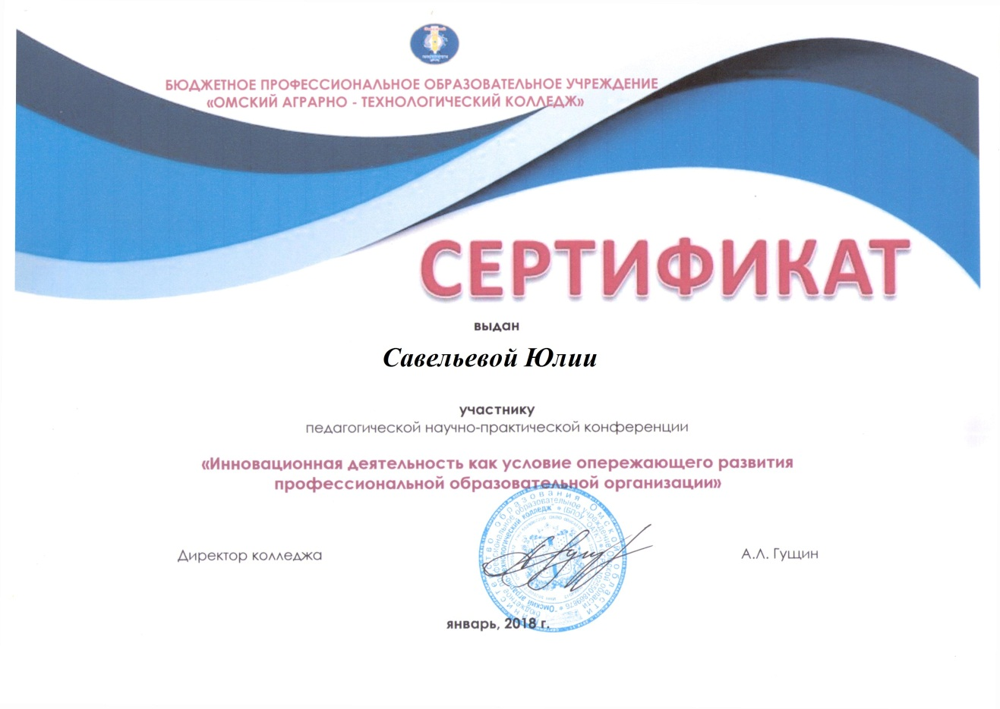 БЮДЖЕТНОЕ ПРОФЕССИОНАЛЬНОЕ ОБРАЗОВАТЕЛЬНОЕ УЧРЕЖДЕНИЕ
«ОМСКИЙ АГРАРНО - ТЕХНОЛОГИЧЕСКИЙ КОЛЛЕДЖ»
СЕРТИФИКАТ
выдан
Савельевой Юлии
участнику
педагогической научно-практической конференции
«Инновационная деятельность как условие опережающего развития
профессиональной образовательной организации»
Директор колледжа
А.Л. Гущин
январь, 2018 г.